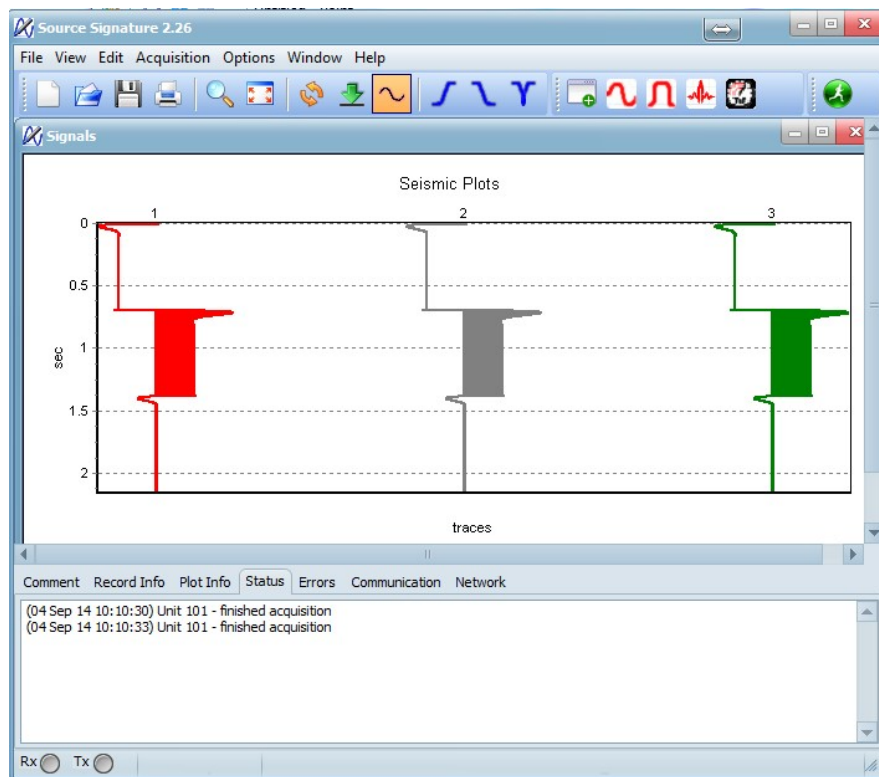 Source Signature 2.26
File View Edit Acquisition Options Window Help
Signals
Seismic Plots
1 2 3
0
0.5
1
1.5
2
sec
traces
Comment Record Info Plot Info Status Errors Communication Network
(04 Sep 14 10:10:30) Unit 101 - finished acquisition
(04 Sep 14 10:10:33) Unit 101 - finished acquisition
Rx Tx